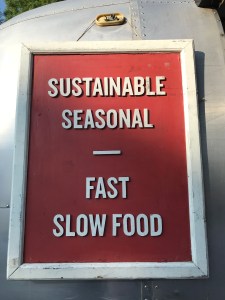 SUSTAINABLE
SEASONAL
—
FAST
SLOW FOOD